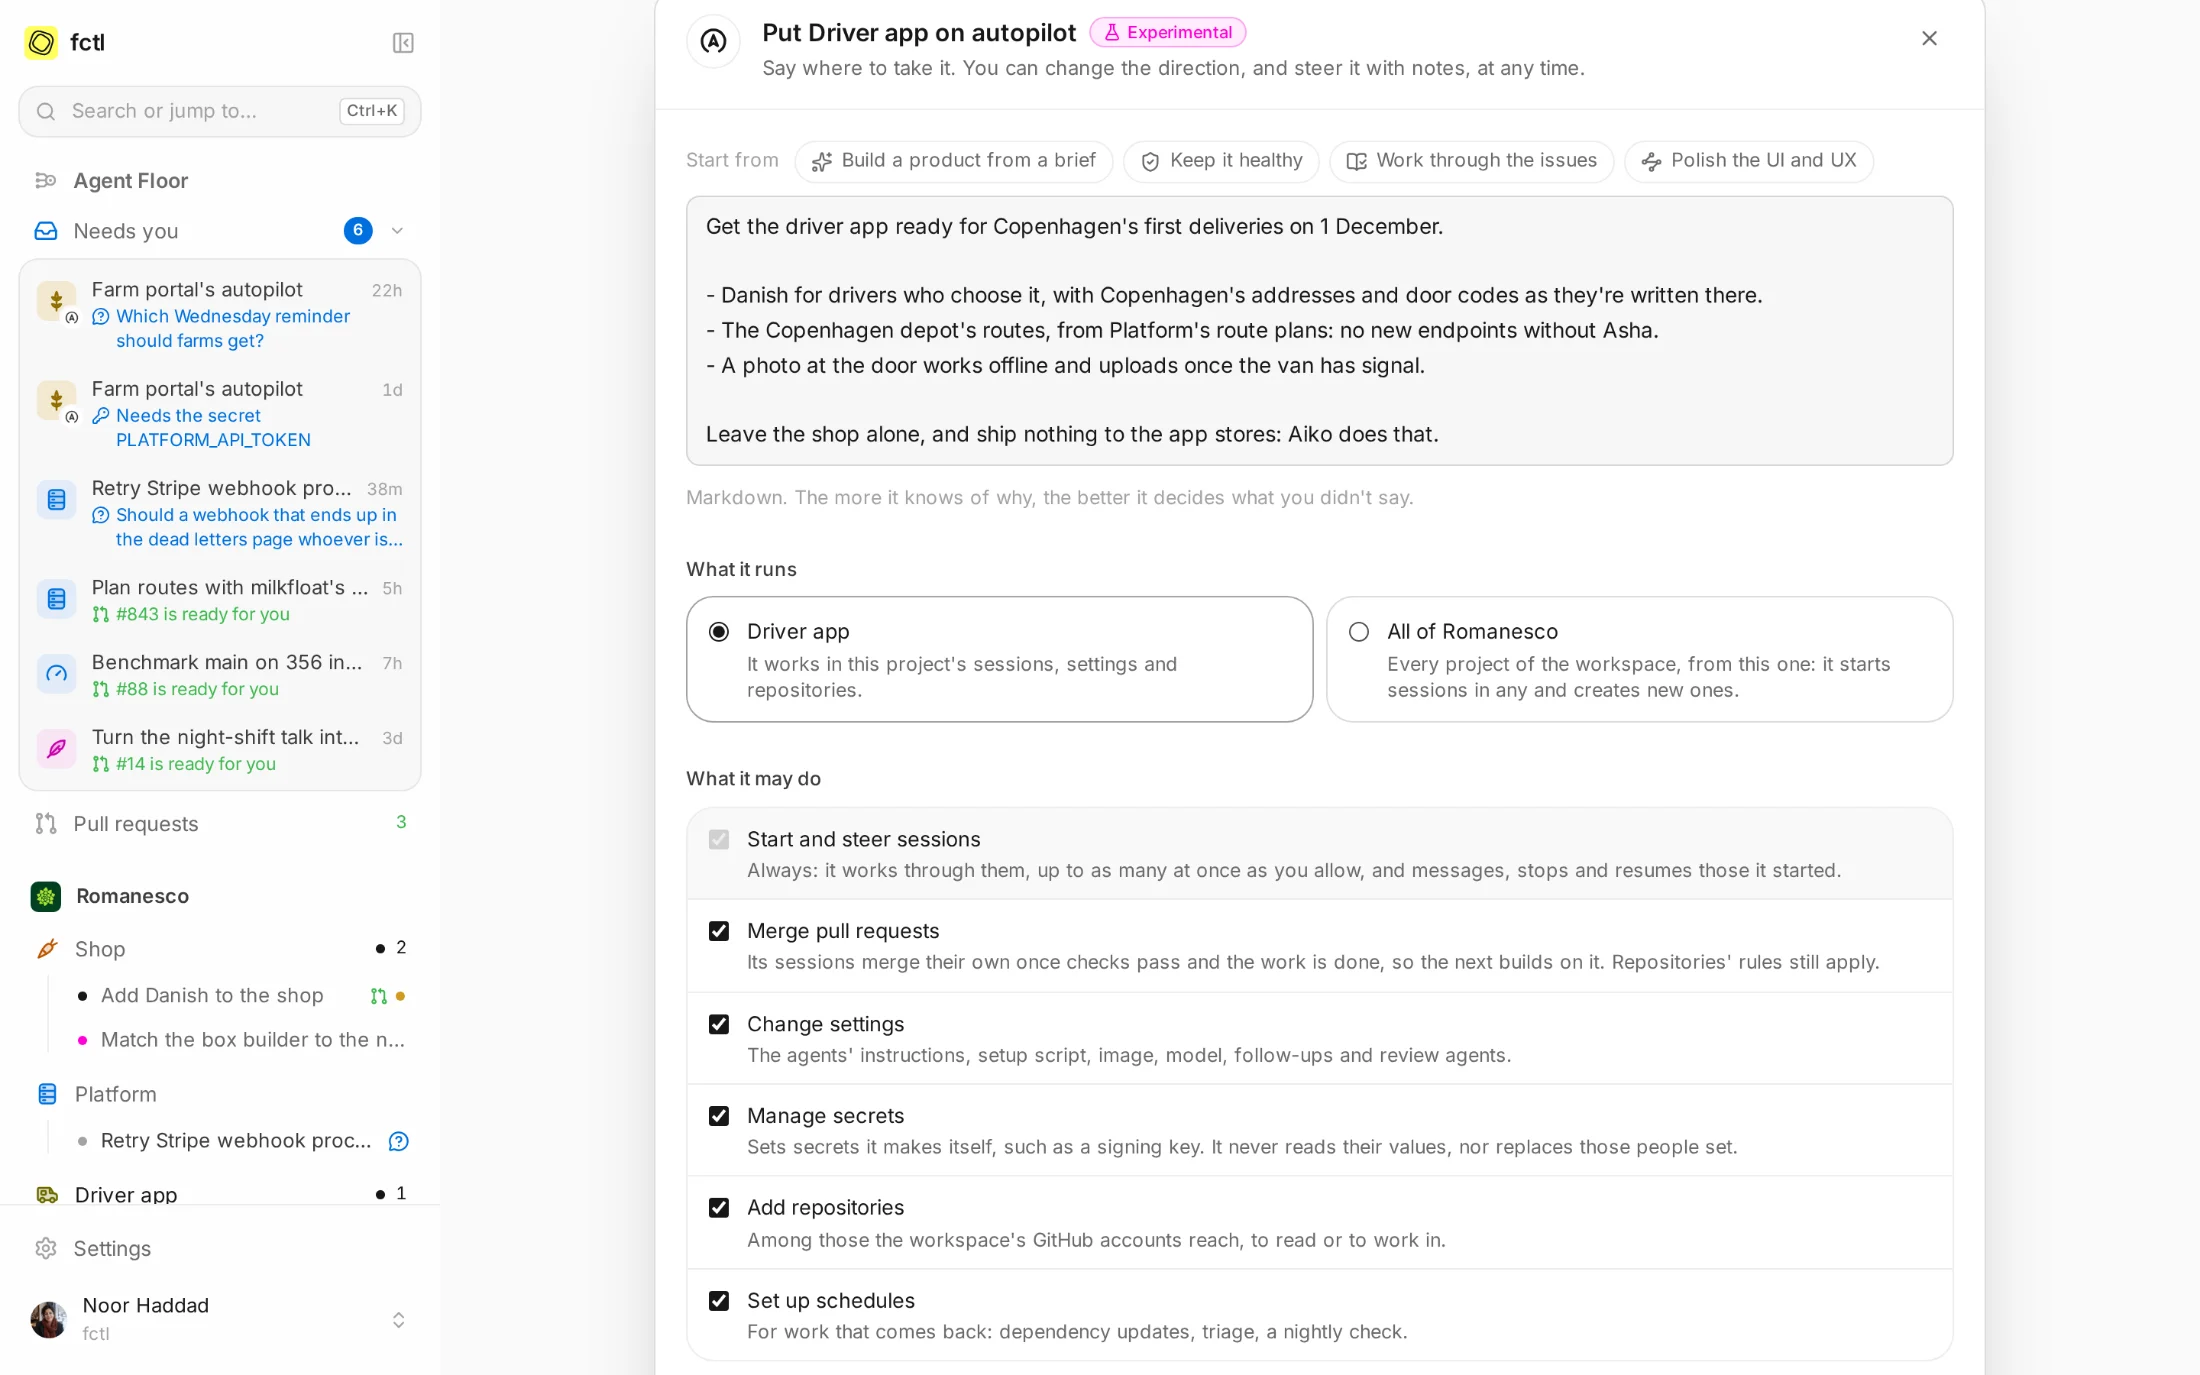 fctl
Search or jump to...
Ctrl+K
Agent Floor
Needs you
6
Farm portal's autopilot
22h
Which Wednesday reminder
should farms get?
Farm portal's autopilot
1d
Needs the secret
PLATFORM_API_TOKEN
Retry Stripe webhook pro...
38m
Should a webhook that ends up in
the dead letters page whoever is...
Plan routes with milkfloat's ...
5h
#843 is ready for you
Benchmark main on 356 in...
7h
#88 is ready for you
Turn the night-shift talk int...
3d
#14 is ready for you
Pull requests
3
Romanesco
Shop
2
Add Danish to the shop
Match the box builder to the n...
Platform
Retry Stripe webhook proc...
Driver app
1
Settings
Noor Haddad
fctl
Put Driver app on autopilot
Experimental
Say where to take it. You can change the direction, and steer it with notes, at any time.
Start from
Build a product from a brief
Keep it healthy
Work through the issues
Polish the UI and UX
Get the driver app ready for Copenhagen's first deliveries on 1 December.
- Danish for drivers who choose it, with Copenhagen's addresses and door codes as they're written there.
- The Copenhagen depot's routes, from Platform's route plans: no new endpoints without Asha.
- A photo at the door works offline and uploads once the van has signal.
Leave the shop alone, and ship nothing to the app stores: Aiko does that.
Markdown. The more it knows of why, the better it decides what you didn't say.
What it runs
Driver app
It works in this project's sessions, settings and
repositories.
All of Romanesco
Every project of the workspace, from this one: it starts
sessions in any and creates new ones.
What it may do
Start and steer sessions
Always: it works through them, up to as many at once as you allow, and messages, stops and resumes those it started.
Merge pull requests
Its sessions merge their own once checks pass and the work is done, so the next builds on it. Repositories' rules still apply.
Change settings
The agents' instructions, setup script, image, model, follow-ups and review agents.
Manage secrets
Sets secrets it makes itself, such as a signing key. It never reads their values, nor replaces those people set.
Add repositories
Among those the workspace's GitHub accounts reach, to read or to work in.
Set up schedules
For work that comes back: dependency updates, triage, a nightly check.